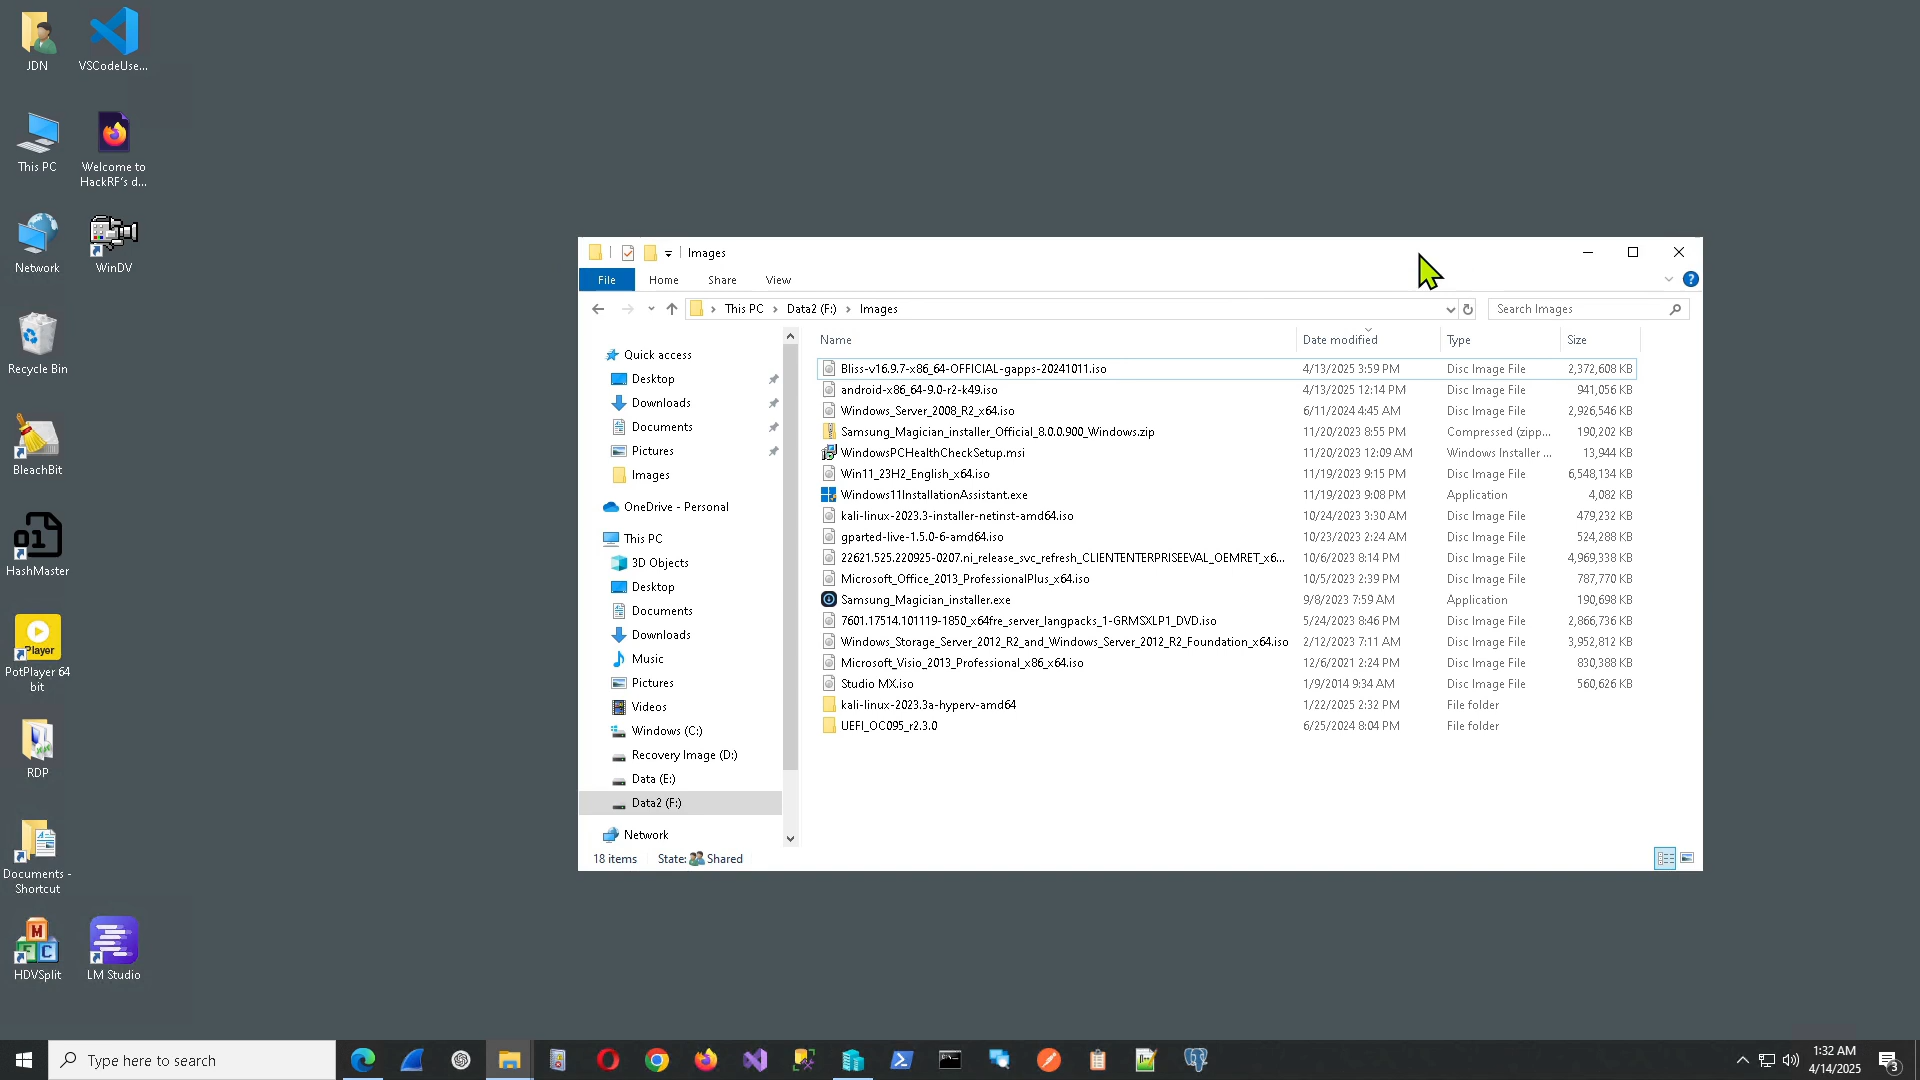 JDN
VSCodeUse...
This PC
Welcome to
HackRF's d...
Network
WinDV
Recycle Bin
BleachBit
HashMaster
Player
PotPlayer 64
bit
RDP
Documents -
Shortcut
HDVSplit
LM Studio
Images
File Home Share View
This PC > Data2 (F:) > Images
Search Images
Quick access
Desktop
Downloads
Documents
Pictures
Images
OneDrive - Personal
This PC
3D Objects
Desktop
Documents
Downloads
Music
Pictures
Videos
Windows (C:)
Recovery Image (D:)
Data (E:)
Data2 (F:)
Network
Name Date modified Type Size
Bliss-v16.9.7-x86_64-OFFICIAL-gapps-20241011.iso 4/13/2025 3:59 PM Disc Image File 2,372,608 KB
android-x86_64-9.0-r2-k49.iso 4/13/2025 12:14 PM Disc Image File 941,056 KB
Windows_Server_2008_R2_x64.iso 6/11/2024 4:45 AM Disc Image File 2,926,546 KB
Samsung_Magician_installer_Official_8.0.0.900_Windows.zip 11/20/2023 8:55 PM Compressed (zipp... 190,202 KB
WindowsPCHealthCheckSetup.msi 11/20/2023 12:09 AM Windows Installer ... 13,944 KB
Win11_23H2_English_x64.iso 11/19/2023 9:15 PM Disc Image File 6,548,134 KB
Windows11InstallationAssistant.exe 11/19/2023 9:08 PM Application 4,082 KB
kali-linux-2023.3-installer-netinst-amd64.iso 10/24/2023 3:30 AM Disc Image File 479,232 KB
gparted-live-1.5.0-6-amd64.iso 10/23/2023 2:24 AM Disc Image File 524,288 KB
22621.525.220925-0207.ni_release_svc_refresh_CLIENTENTERPRISEEVAL_OEMRET_x6... 10/6/2023 8:14 PM Disc Image File 4,969,338 KB
Microsoft_Office_2013_ProfessionalPlus_x64.iso 10/5/2023 2:39 PM Disc Image File 787,770 KB
Samsung_Magician_installer.exe 9/8/2023 7:59 AM Application 190,698 KB
7601.17514.101119-1850_x64fre_server_langpacks_1-GRMSXLP1_DVD.iso 5/24/2023 8:46 PM Disc Image File 2,866,736 KB
Windows_Storage_Server_2012_R2_and_Windows_Server_2012_R2_Foundation_x64.iso 2/12/2023 7:11 AM Disc Image File 3,952,812 KB
Microsoft_Visio_2013_Professional_x86_x64.iso 12/6/2021 2:24 PM Disc Image File 830,388 KB
Studio MX.iso 1/9/2014 9:34 AM Disc Image File 560,626 KB
kali-linux-2023.3a-hyperv-amd64 1/22/2025 2:32 PM File folder
UEFI_OC095_r2.3.0 6/25/2024 8:04 PM File folder
18 items State: Shared
Type here to search
1:32 AM
4/14/2025
3